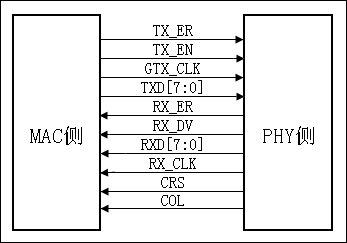 TX_ER
TX_EN
GTX_CLK
TXD[7:0]
RX_ER
MAC侧
RX_DV
PHY侧
RXD[7:0]
RX_CLK
CRS
COL